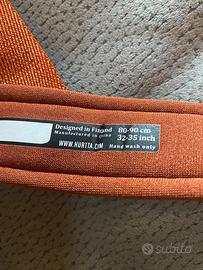 Designed in Finland
Manufactured in China
WWW.HURTTA.COM
80-90 cm
32-35 inch
Hand wash only
subito